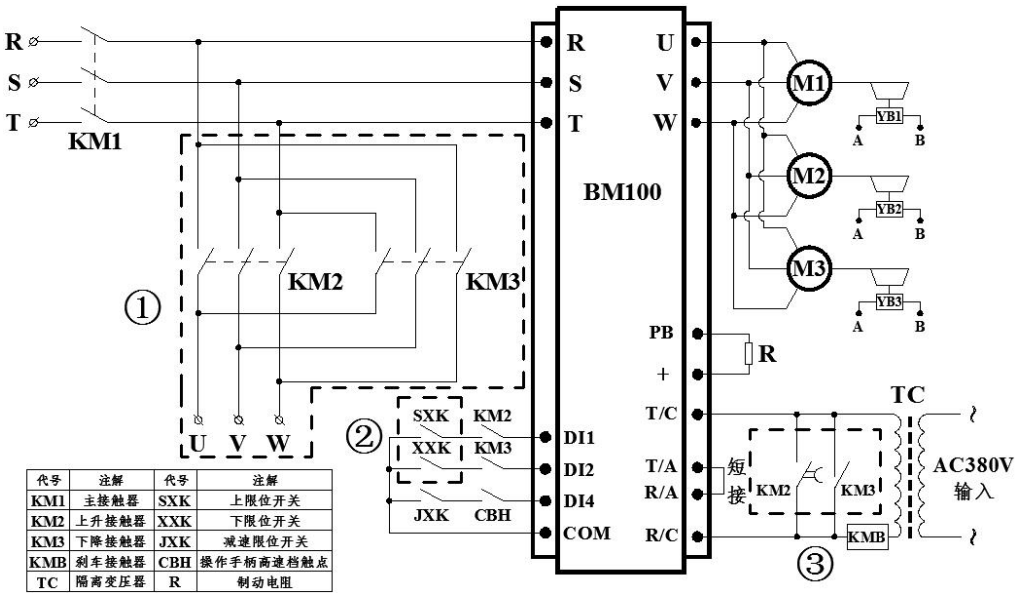 R R U
S S V M1
T T W YB1
KM1 A B
BM100 M2
YB2
A B
KM2 KM3 M3
① YB3
A B
PB R
+
TC
SXK KM2 T/C
② DI1
U V W XXK KM3
DI2 T/A 短接 KM2 KM3 AC380V
DI4 R/A 输入
JXK CBH
COM R/C KMB
③
代号 注解 代号 注解
KM1 主接触器 SXK 上限位开关
KM2 上升接触器 XXK 下限位开关
KM3 下降接触器 JXK 减速限位开关
KMB 刹车接触器 CBH 操作手柄高速档触点
TC 隔离变压器 R 制动电阻